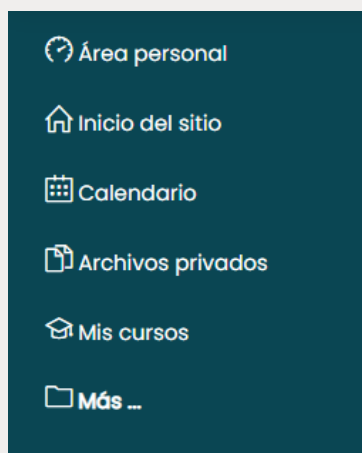 Área personal
Inicio del sitio
Calendario
Archivos privados
Mis cursos
Más ...